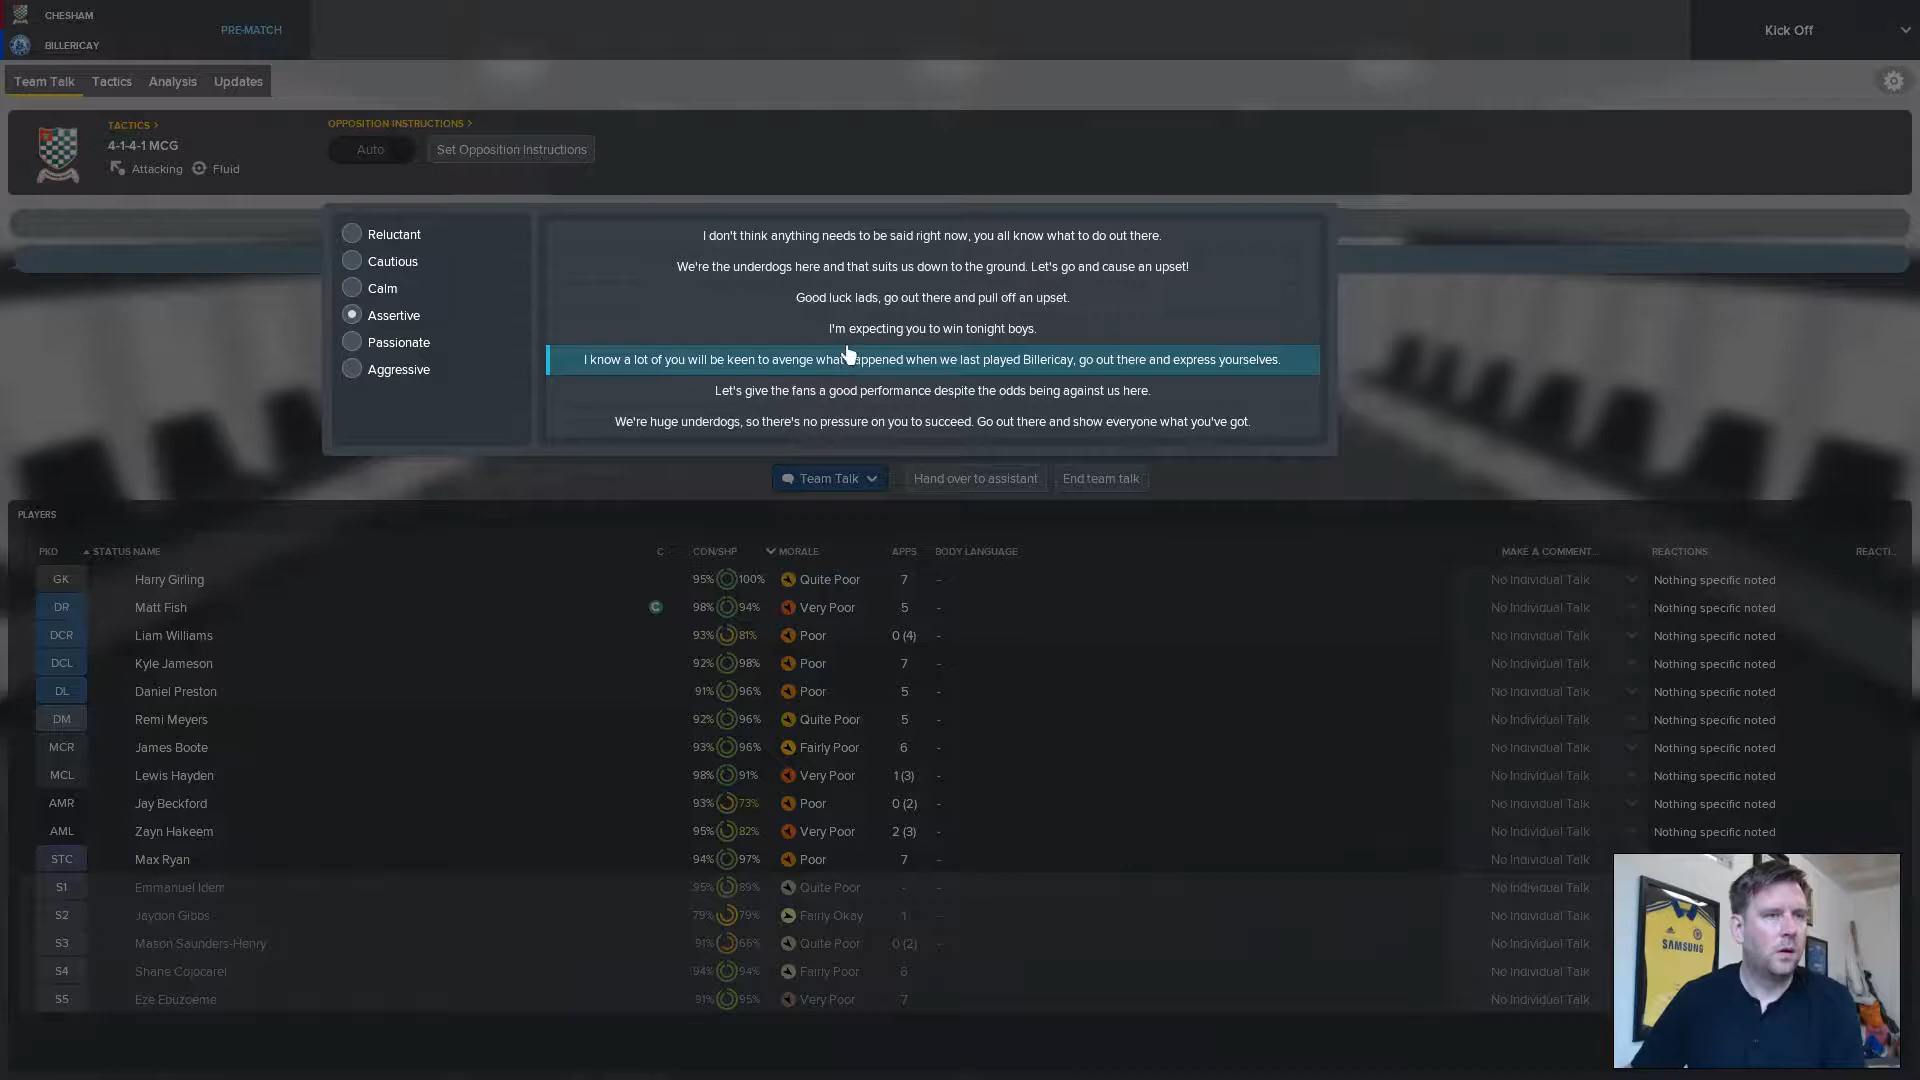 CHESHAM
BILLERICAY
PRE-MATCH
Kick Off
Team Talk Tactics Analysis Updates
TACTICS >
4-1-4-1 MCG
Attacking Fluid
OPPOSITION INSTRUCTIONS >
Auto Set Opposition Instructions
Reluctant
Cautious
Calm
Assertive
Passionate
Aggressive
I don't think anything needs to be said right now, you all know what to do out there.
We're the underdogs here and that suits us down to the ground. Let's go and cause an upset!
Good luck lads, go out there and pull off an upset.
I'm expecting you to win tonight boys.
I know a lot of you will be keen to avenge what happened when we last played Billericay, go out there and express yourselves.
Let's give the fans a good performance despite the odds being against us here.
We're huge underdogs, so there's no pressure on you to succeed. Go out there and show everyone what you've got.
Team Talk Hand over to assistant End team talk
PLAYERS
PKD STATUS NAME C CON/SHP MORALE APPS BODY LANGUAGE MAKE A COMMENT... REACTIONS REACTI...
GK Harry Girling 95% 100% Quite Poor 7 - No Individual Talk Nothing specific noted
DR Matt Fish C 98% 94% Very Poor 5 - No Individual Talk Nothing specific noted
DCR Liam Williams 93% 81% Poor 0 (4) - No Individual Talk Nothing specific noted
DCL Kyle Jameson 92% 98% Poor 7 - No Individual Talk Nothing specific noted
DL Daniel Preston 91% 96% Poor 5 - No Individual Talk Nothing specific noted
DM Remi Meyers 92% 96% Quite Poor 5 - No Individual Talk Nothing specific noted
MCR James Boote 93% 96% Fairly Poor 6 - No Individual Talk Nothing specific noted
MCL Lewis Hayden 98% 91% Very Poor 1 (3) - No Individual Talk Nothing specific noted
AMR Jay Beckford 93% 73% Poor 0 (2) - No Individual Talk Nothing specific noted
AML Zayn Hakeem 95% 82% Very Poor 2 (3) - No Individual Talk Nothing specific noted
STC Max Ryan 94% 97% Poor 7 - No Individual Talk
S1 Emmanuel Idem 95% 89% Quite Poor - - No Individual Talk
S2 Jaydon Gibbs 79% 79% Fairly Okay 1 - No Individual Talk
S3 Mason Saunders-Henry 91% 66% Quite Poor 0 (2) - No Individual Talk
S4 Shane Cojocarel 94% 94% Fairly Poor 6 - No Individual Talk
S5 Eze Ebuzoeme 91% 95% Very Poor 7 - No Individual Talk
SAMSUNG